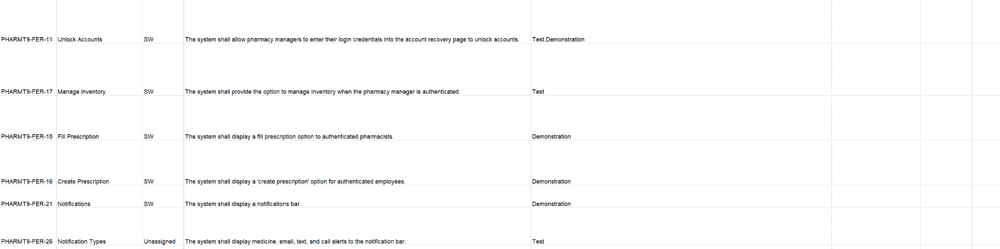 PHARMT9-FER-11 Unlock Accounts SW The system shall allow pharmacy managers to enter their login credentials into the account recovery page to unlock accounts. Test,Demonstration
PHARMT9-FER-17 Manage Inventory SW The system shall provide the option to manage inventory when the pharmacy manager is authenticated. Test
PHARMT9-FER-15 Fill Prescription SW The system shall display a fill prescription option to authenticated pharmacists. Demonstration
PHARMT9-FER-16 Create Prescription SW The system shall display a 'create prescription' option for authenticated employees. Demonstration
PHARMT9-FER-21 Notifications SW The system shall display a notifications bar. Demonstration
PHARMT9-FER-26 Notification Types Unassigned The system shall display medicine, email, text, and call alerts to the notification bar. Test